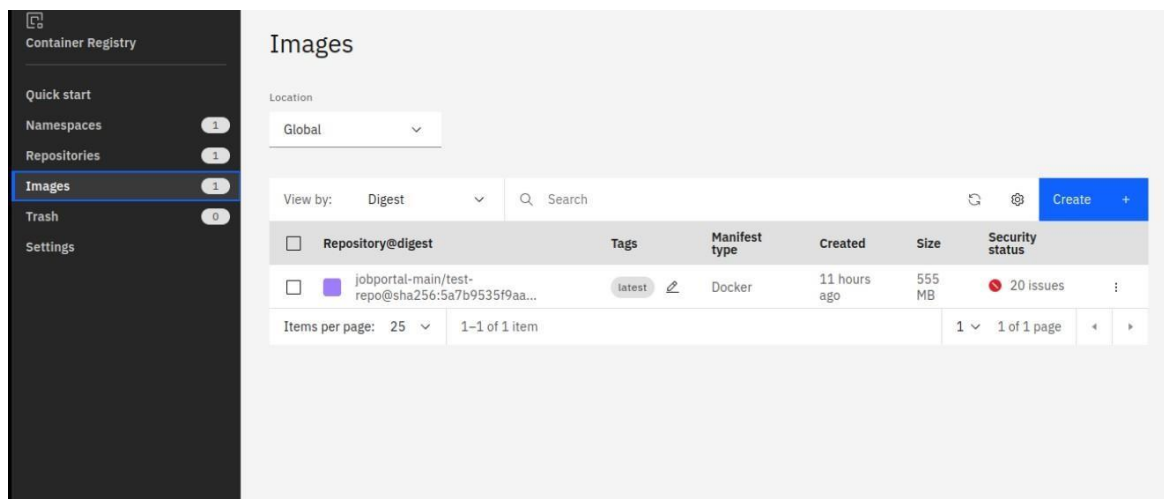 Container Registry
Quick start
Namespaces 1
Repositories 1
Images 1
Trash 0
Settings
Images
Location
Global
View by: Digest Search Create +
Repository@digest Tags Manifest type Created Size Security status
jobportal-main/test-repo@sha256:5a7b9535f9aa... latest Docker 11 hours ago 555 MB 20 issues
Items per page: 25 1–1 of 1 item 1 1 of 1 page